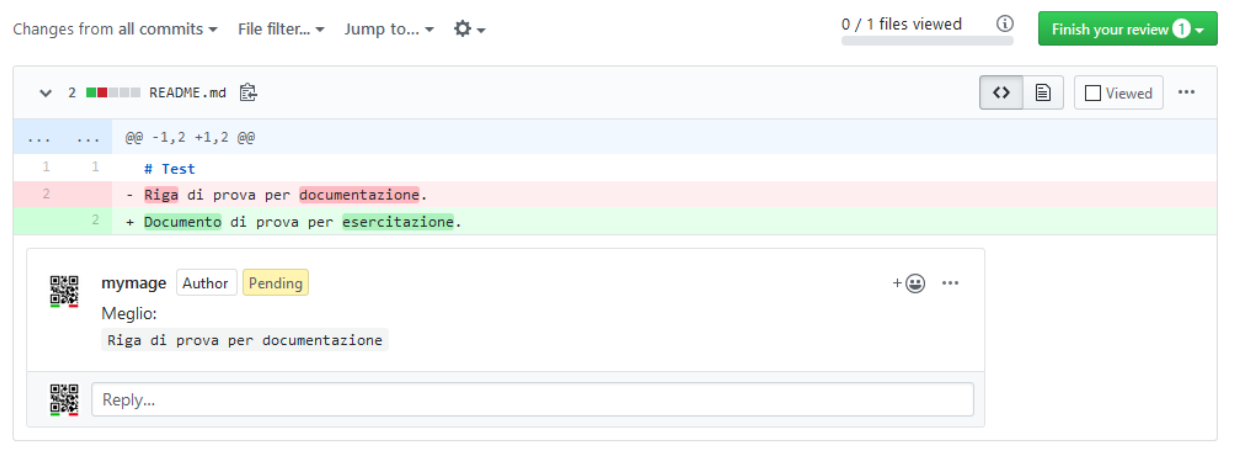 Changes from all commits File filter... Jump to... 0 / 1 files viewed Finish your review 1
2 README.md <> Viewed ...
... ... @@ -1,2 +1,2 @@
1 1 # Test
2 - Riga di prova per documentazione.
2 + Documento di prova per esercitazione.
mymage Author Pending + ...
Meglio:
Riga di prova per documentazione
Reply...